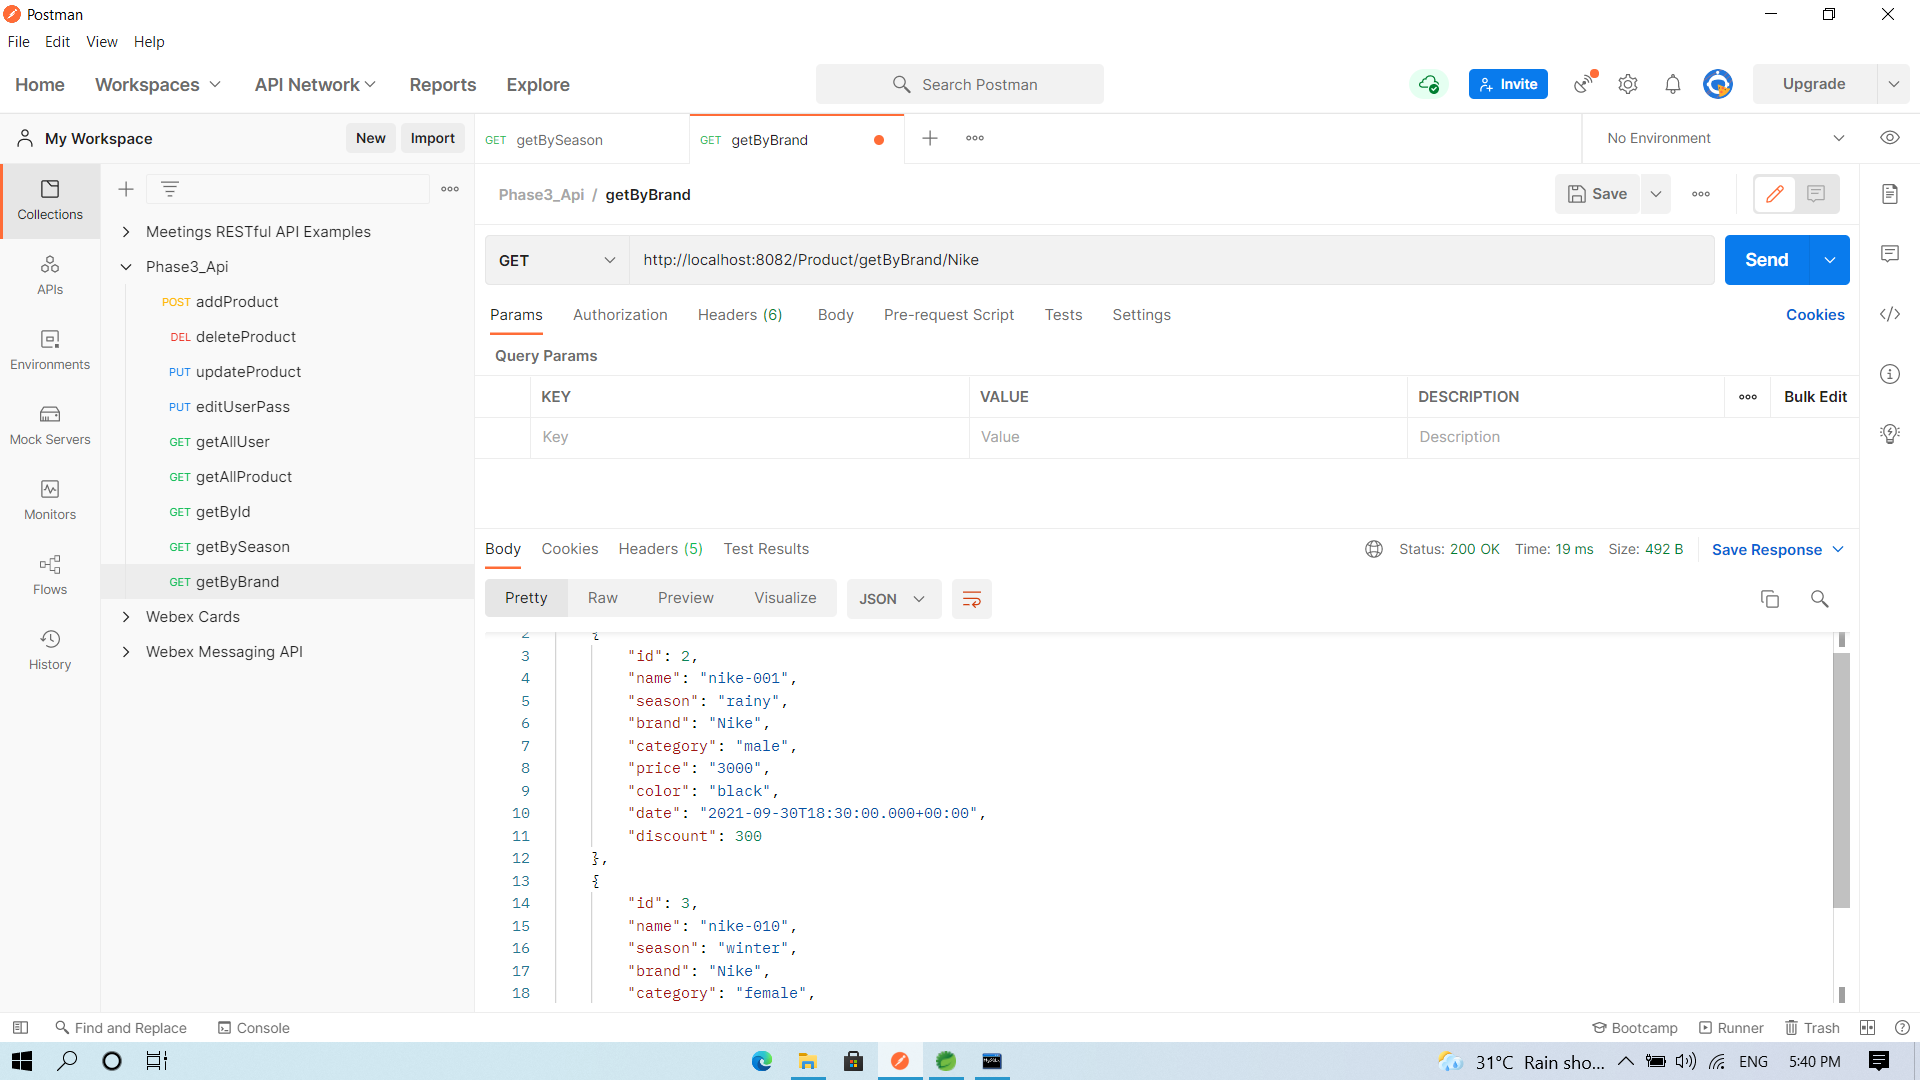 Postman
File Edit View Help
Home Workspaces API Network Reports Explore Search Postman Invite Upgrade
My Workspace New Import GET getBySeason GET getByBrand No Environment
Phase3_Api / getByBrand Save
Collections
APIs
Environments
Mock Servers
Monitors
Flows
History
Meetings RESTful API Examples
Phase3_Api
POST addProduct
DEL deleteProduct
PUT updateProduct
PUT editUserPass
GET getAllUser
GET getAllProduct
GET getById
GET getBySeason
GET getByBrand
Webex Cards
Webex Messaging API
GET http://localhost:8082/Product/getByBrand/Nike Send
Params Authorization Headers (6) Body Pre-request Script Tests Settings Cookies
Query Params
KEY VALUE DESCRIPTION Bulk Edit
Key Value Description
Body Cookies Headers (5) Test Results Status: 200 OK Time: 19 ms Size: 492 B Save Response
Pretty Raw Preview Visualize JSON
2 {
3 "id": 2,
4 "name": "nike-001",
5 "season": "rainy",
6 "brand": "Nike",
7 "category": "male",
8 "price": "3000",
9 "color": "black",
10 "date": "2021-09-30T18:30:00.000+00:00",
11 "discount": 300
12 },
13 {
14 "id": 3,
15 "name": "nike-010",
16 "season": "winter",
17 "brand": "Nike",
18 "category": "female",
Find and Replace Console Bootcamp Runner Trash
31°C Rain sho... ENG 5:40 PM